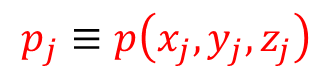 p_j ≡ p(x_j, y_j, z_j)